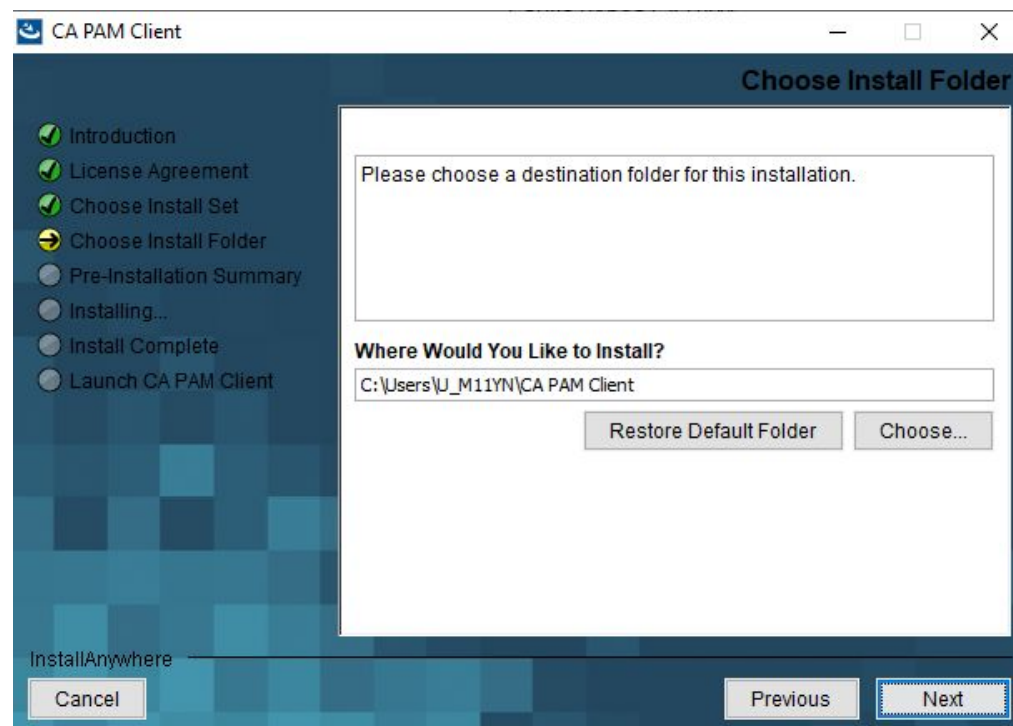 CA PAM Client
Choose Install Folder
Introduction
License Agreement
Choose Install Set
Choose Install Folder
Pre-Installation Summary
Installing...
Install Complete
Launch CA PAM Client
Please choose a destination folder for this installation.
Where Would You Like to Install?
C:\Users\U_M11YN\CA PAM Client
Restore Default Folder
Choose...
InstallAnywhere
Cancel
Previous
Next